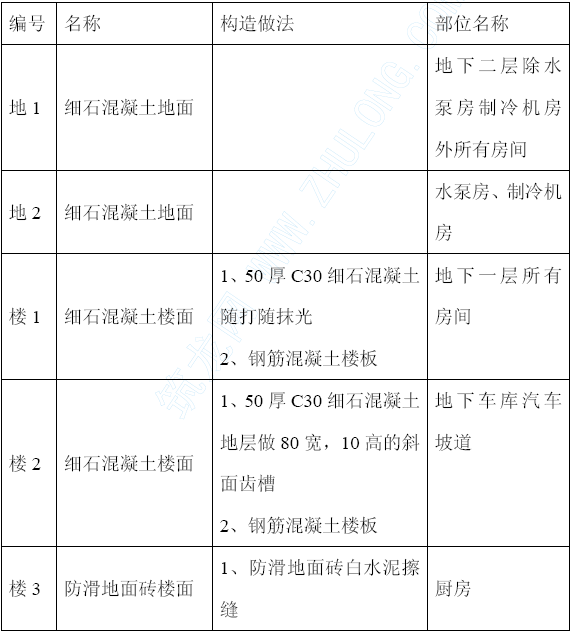 编号 名称 构造做法 部位名称
地 1 细石混凝土地面 地下二层除水
泵房制冷机房
外所有房间
地 2 细石混凝土地面 水泵房、制冷机
房
楼 1 细石混凝土楼面 1、50 厚 C30 细石混凝土
随打随抹光
2、钢筋混凝土楼板
地下一层所有
房间
楼 2 细石混凝土楼面 1、50 厚 C30 细石混凝土
地层做 80 宽，10 高的斜
面齿槽
2、钢筋混凝土楼板
地下车库汽车
坡道
楼 3 防滑地面砖楼面 1、防滑地面砖白水泥擦
缝
厨房
筑龙网 WWW.ZHULONG.COM